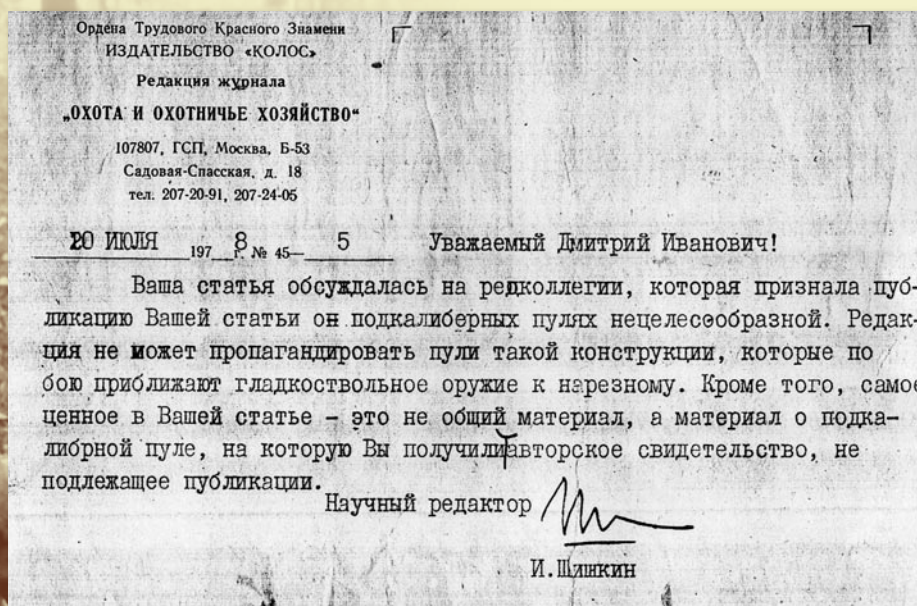 Ордена Трудового Красного Знамени
ИЗДАТЕЛЬСТВО «КОЛОС»
Редакция журнала
„ОХОТА И ОХОТНИЧЬЕ ХОЗЯЙСТВО“
107807, ГСП, Москва, Б-53
Садовая-Спасская, д. 18
тел. 207-20-91, 207-24-05
20 ИЮЛЯ 197 8 г. № 45— 5 Уважаемый Дмитрий Иванович!
Ваша статья обсуждалась на редколлегии, которая признала пуб-
ликацию Вашей статьи он подкалиберных пулях нецелесообразной. Редак-
ция не может пропагандировать пули такой конструкции, которые по
бою приближают гладкоствольное оружие к нарезному. Кроме того, самое
ценное в Вашей статье – это не общий материал, а материал о подка-
либрной пуле, на которую Вы получили авторское свидетельство, не
подлежащее публикации.
Научный редактор
И.Шишкин